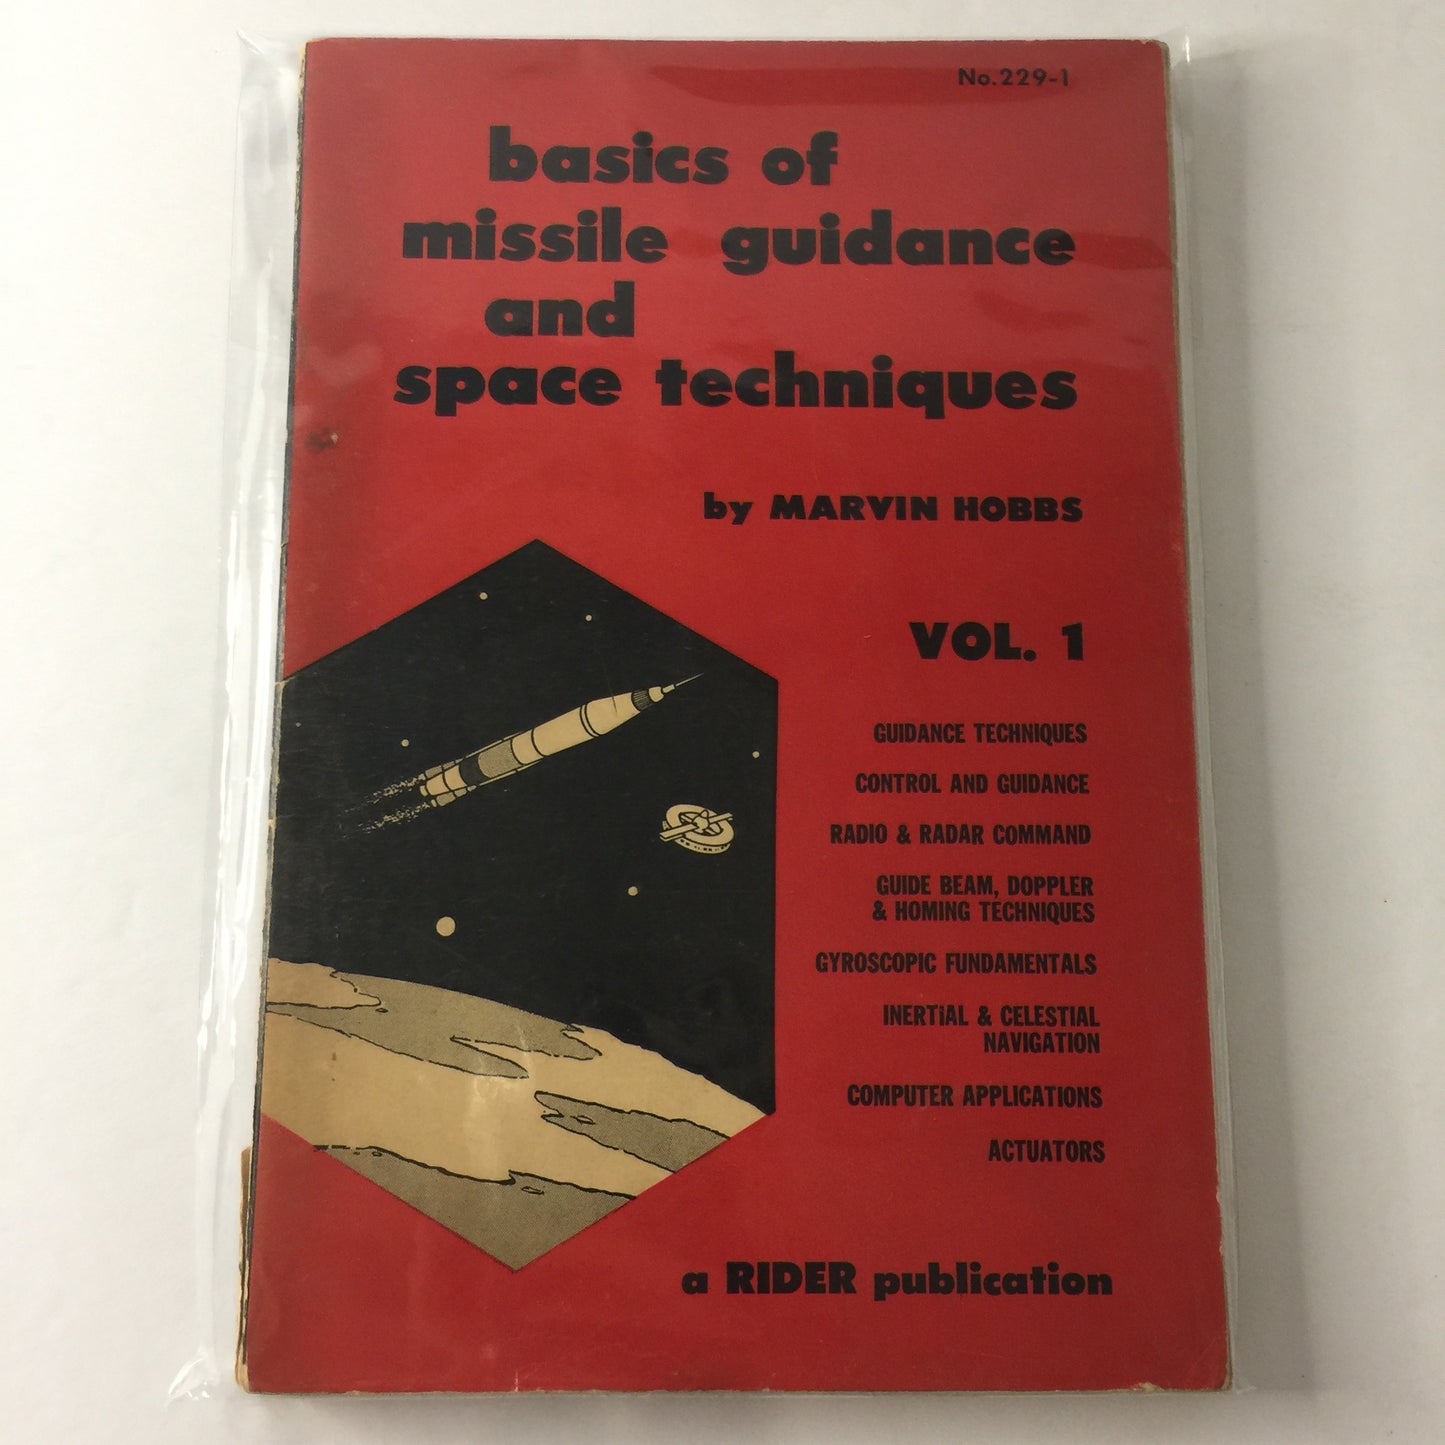 No.229-1
basics of
missile guidance
and
space techniques
by MARVIN HOBBS
VOL. 1
GUIDANCE TECHNIQUES
CONTROL AND GUIDANCE
RADIO & RADAR COMMAND
GUIDE BEAM, DOPPLER
& HOMING TECHNIQUES
GYROSCOPIC FUNDAMENTALS
INERTIAL & CELESTIAL
NAVIGATION
COMPUTER APPLICATIONS
ACTUATORS
a RIDER publication